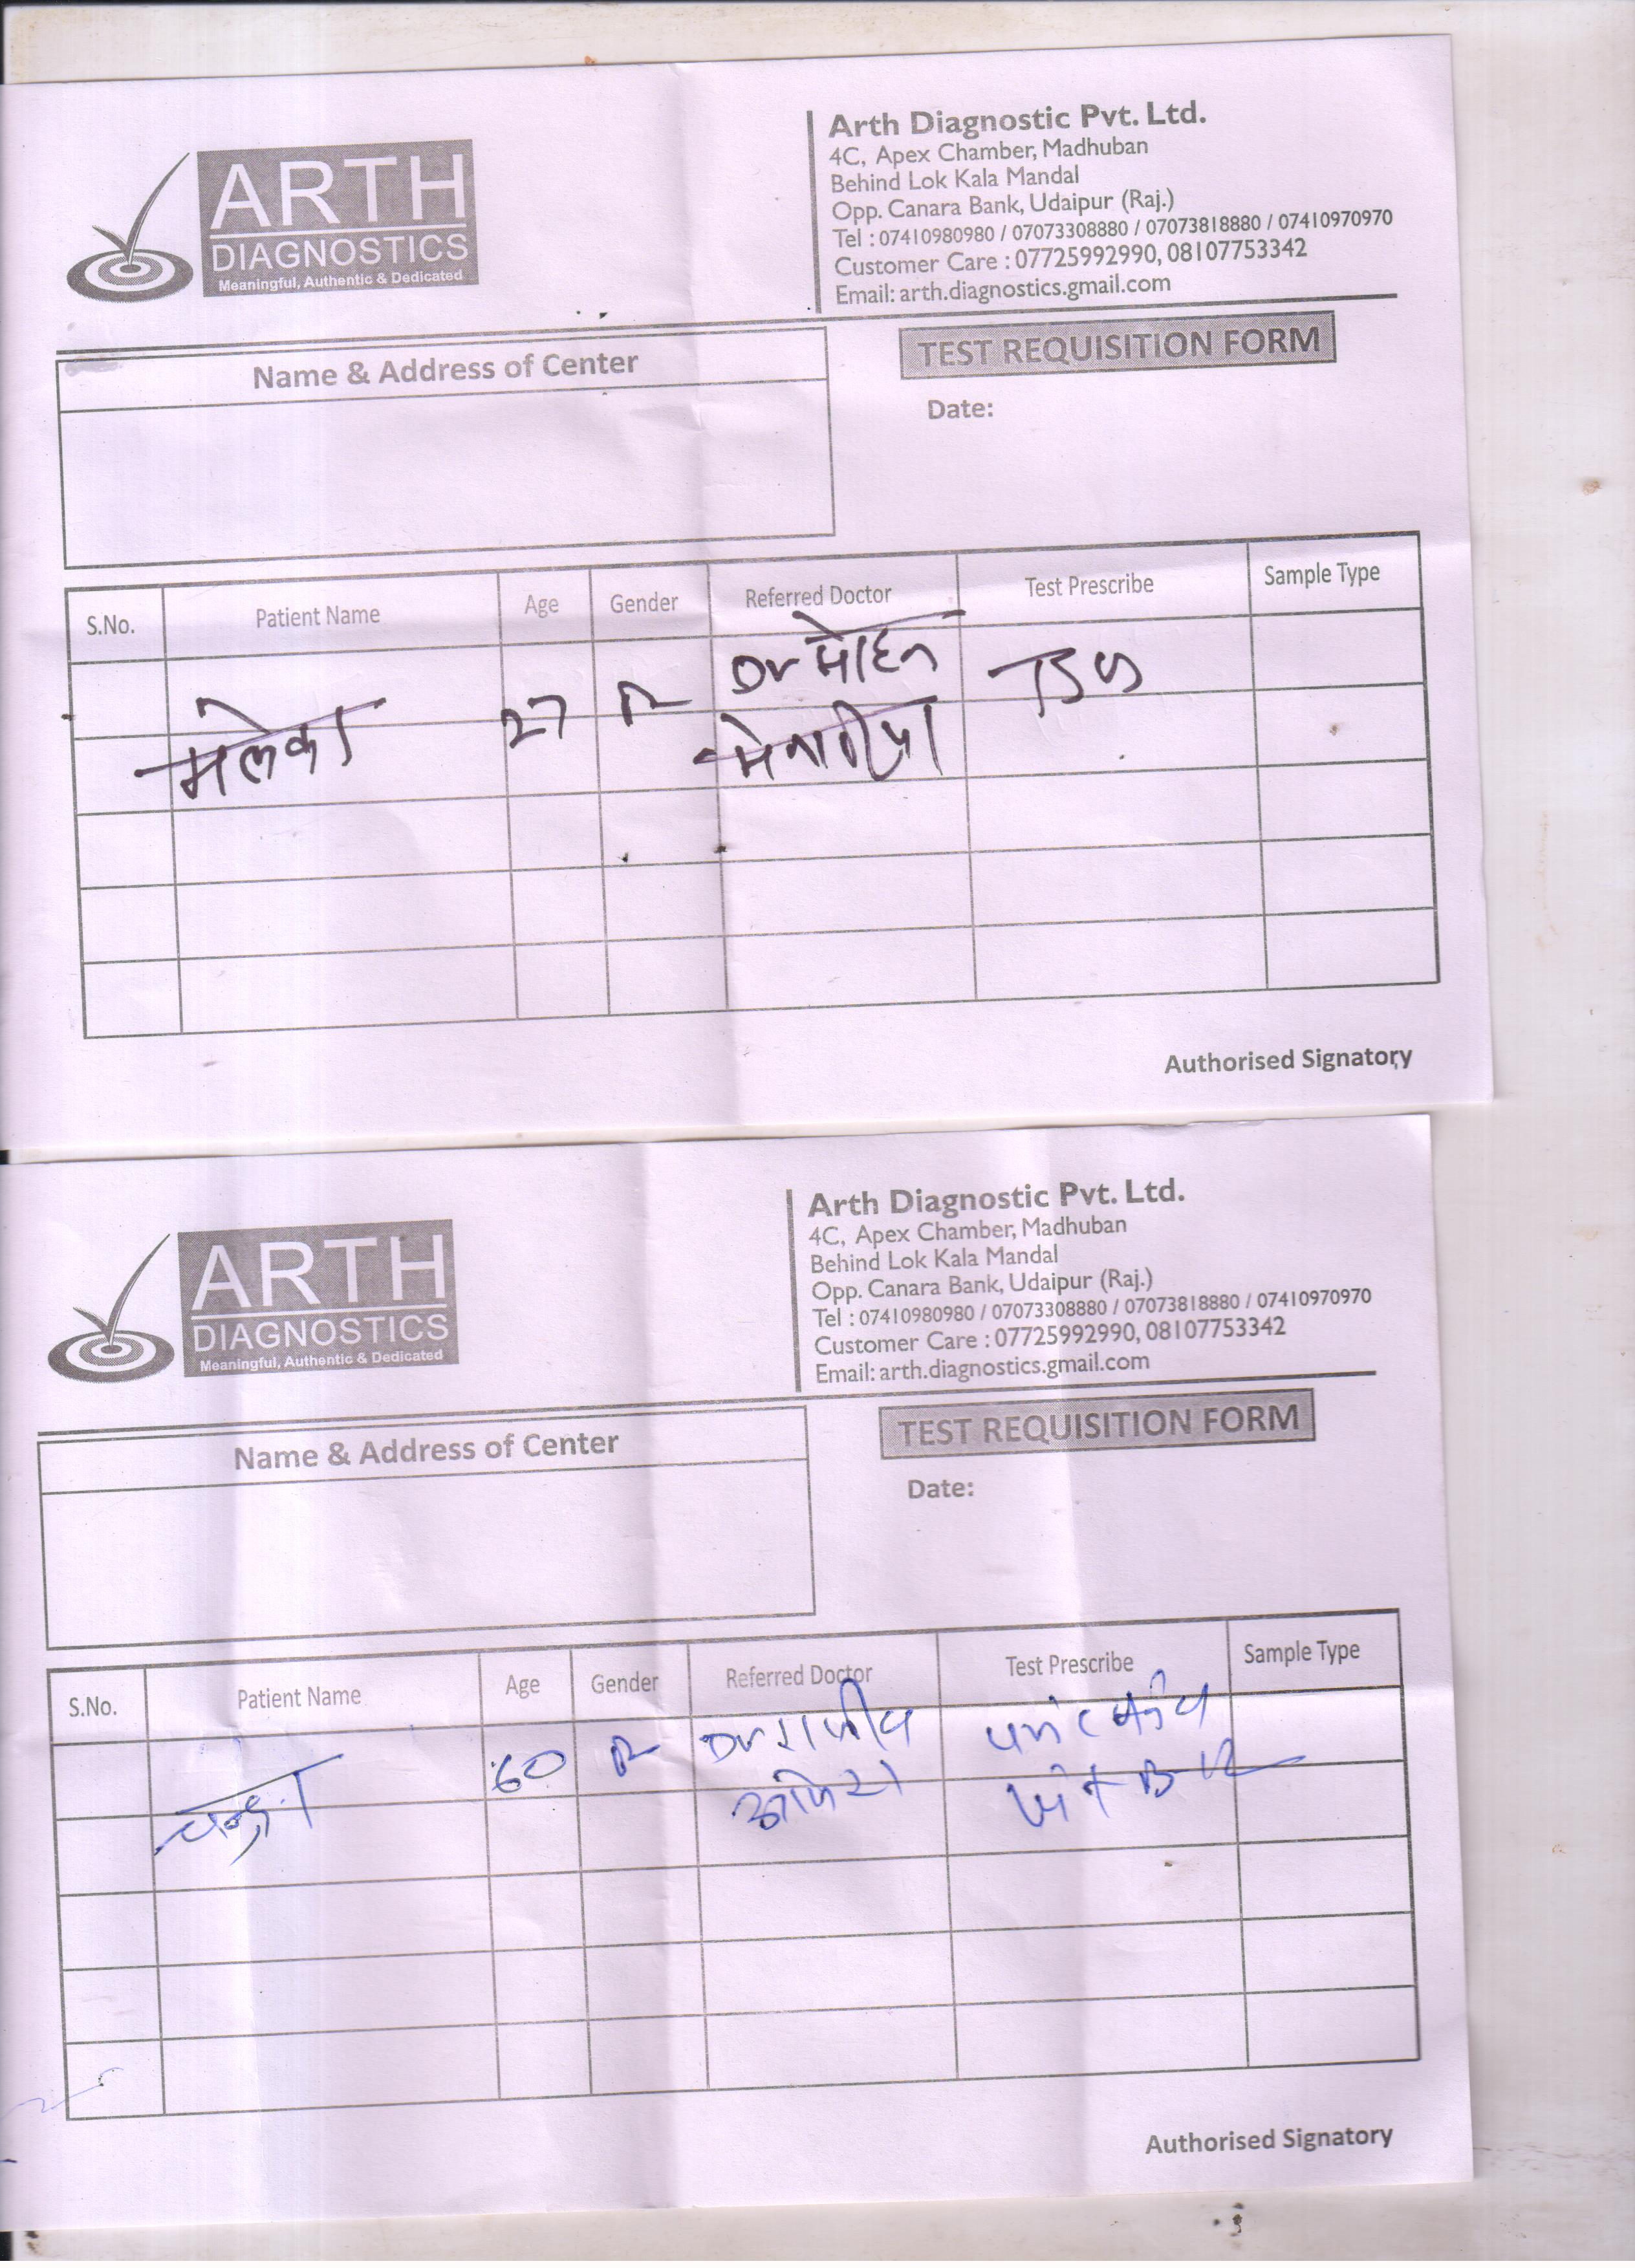 ARTH
DIAGNOSTICS
Meaningful, Authentic & Dedicated
Arth Diagnostic Pvt. Ltd.
4C, Apex Chamber, Madhuban
Behind Lok Kala Mandal
Opp. Canara Bank, Udaipur (Raj.)
Tel : 07410980980 / 07073308880 / 07073818880 / 07410970970
Customer Care : 07725992990, 08107753342
Email: arth.diagnostics.gmail.com
Name & Address of Center
TEST REQUISITION FORM
Date:
S.No. Patient Name Age Gender Referred Doctor Test Prescribe Sample Type
मलेका 27 Dr मोहन
मेनारीया
Authorised Signatory
ARTH
DIAGNOSTICS
Meaningful, Authentic & Dedicated
Arth Diagnostic Pvt. Ltd.
4C, Apex Chamber, Madhuban
Behind Lok Kala Mandal
Opp. Canara Bank, Udaipur (Raj.)
Tel : 07410980980 / 07073308880 / 07073818880 / 07410970970
Customer Care : 07725992990, 08107753342
Email: arth.diagnostics.gmail.com
Name & Address of Center
TEST REQUISITION FORM
Date:
S.No. Patient Name Age Gender Referred Doctor Test Prescribe Sample Type
60 Dr राजीव
B12
Authorised Signatory